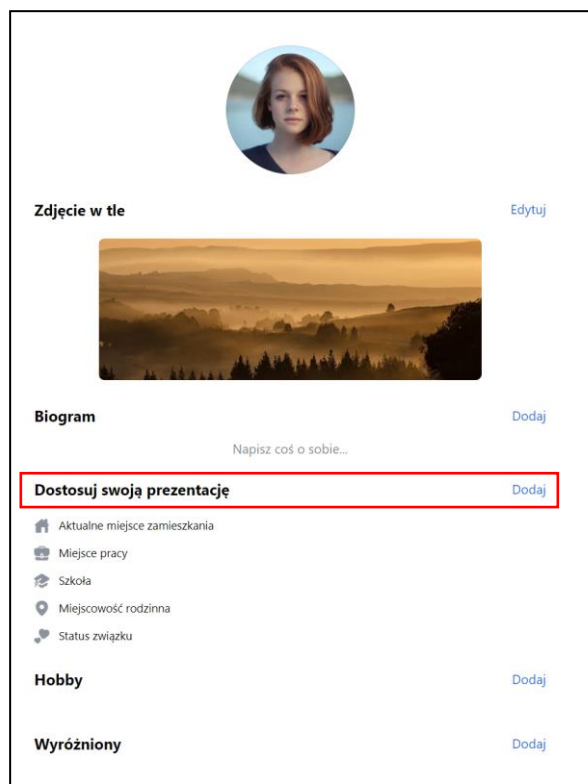 Zdjęcie w tle Edytuj
Biogram Dodaj
Napisz coś o sobie...
Dostosuj swoją prezentację Dodaj
Aktualne miejsce zamieszkania
Miejsce pracy
Szkoła
Miejscowość rodzinna
Status związku
Hobby Dodaj
Wyróżniony Dodaj